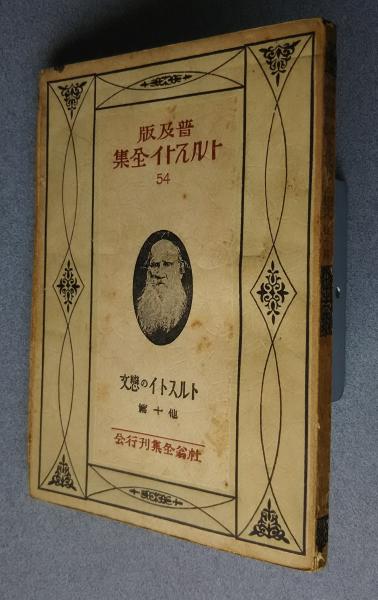 普及版
トルストイ全集
54
トルストイの戀文
他十篇
杜翁全集刊行会